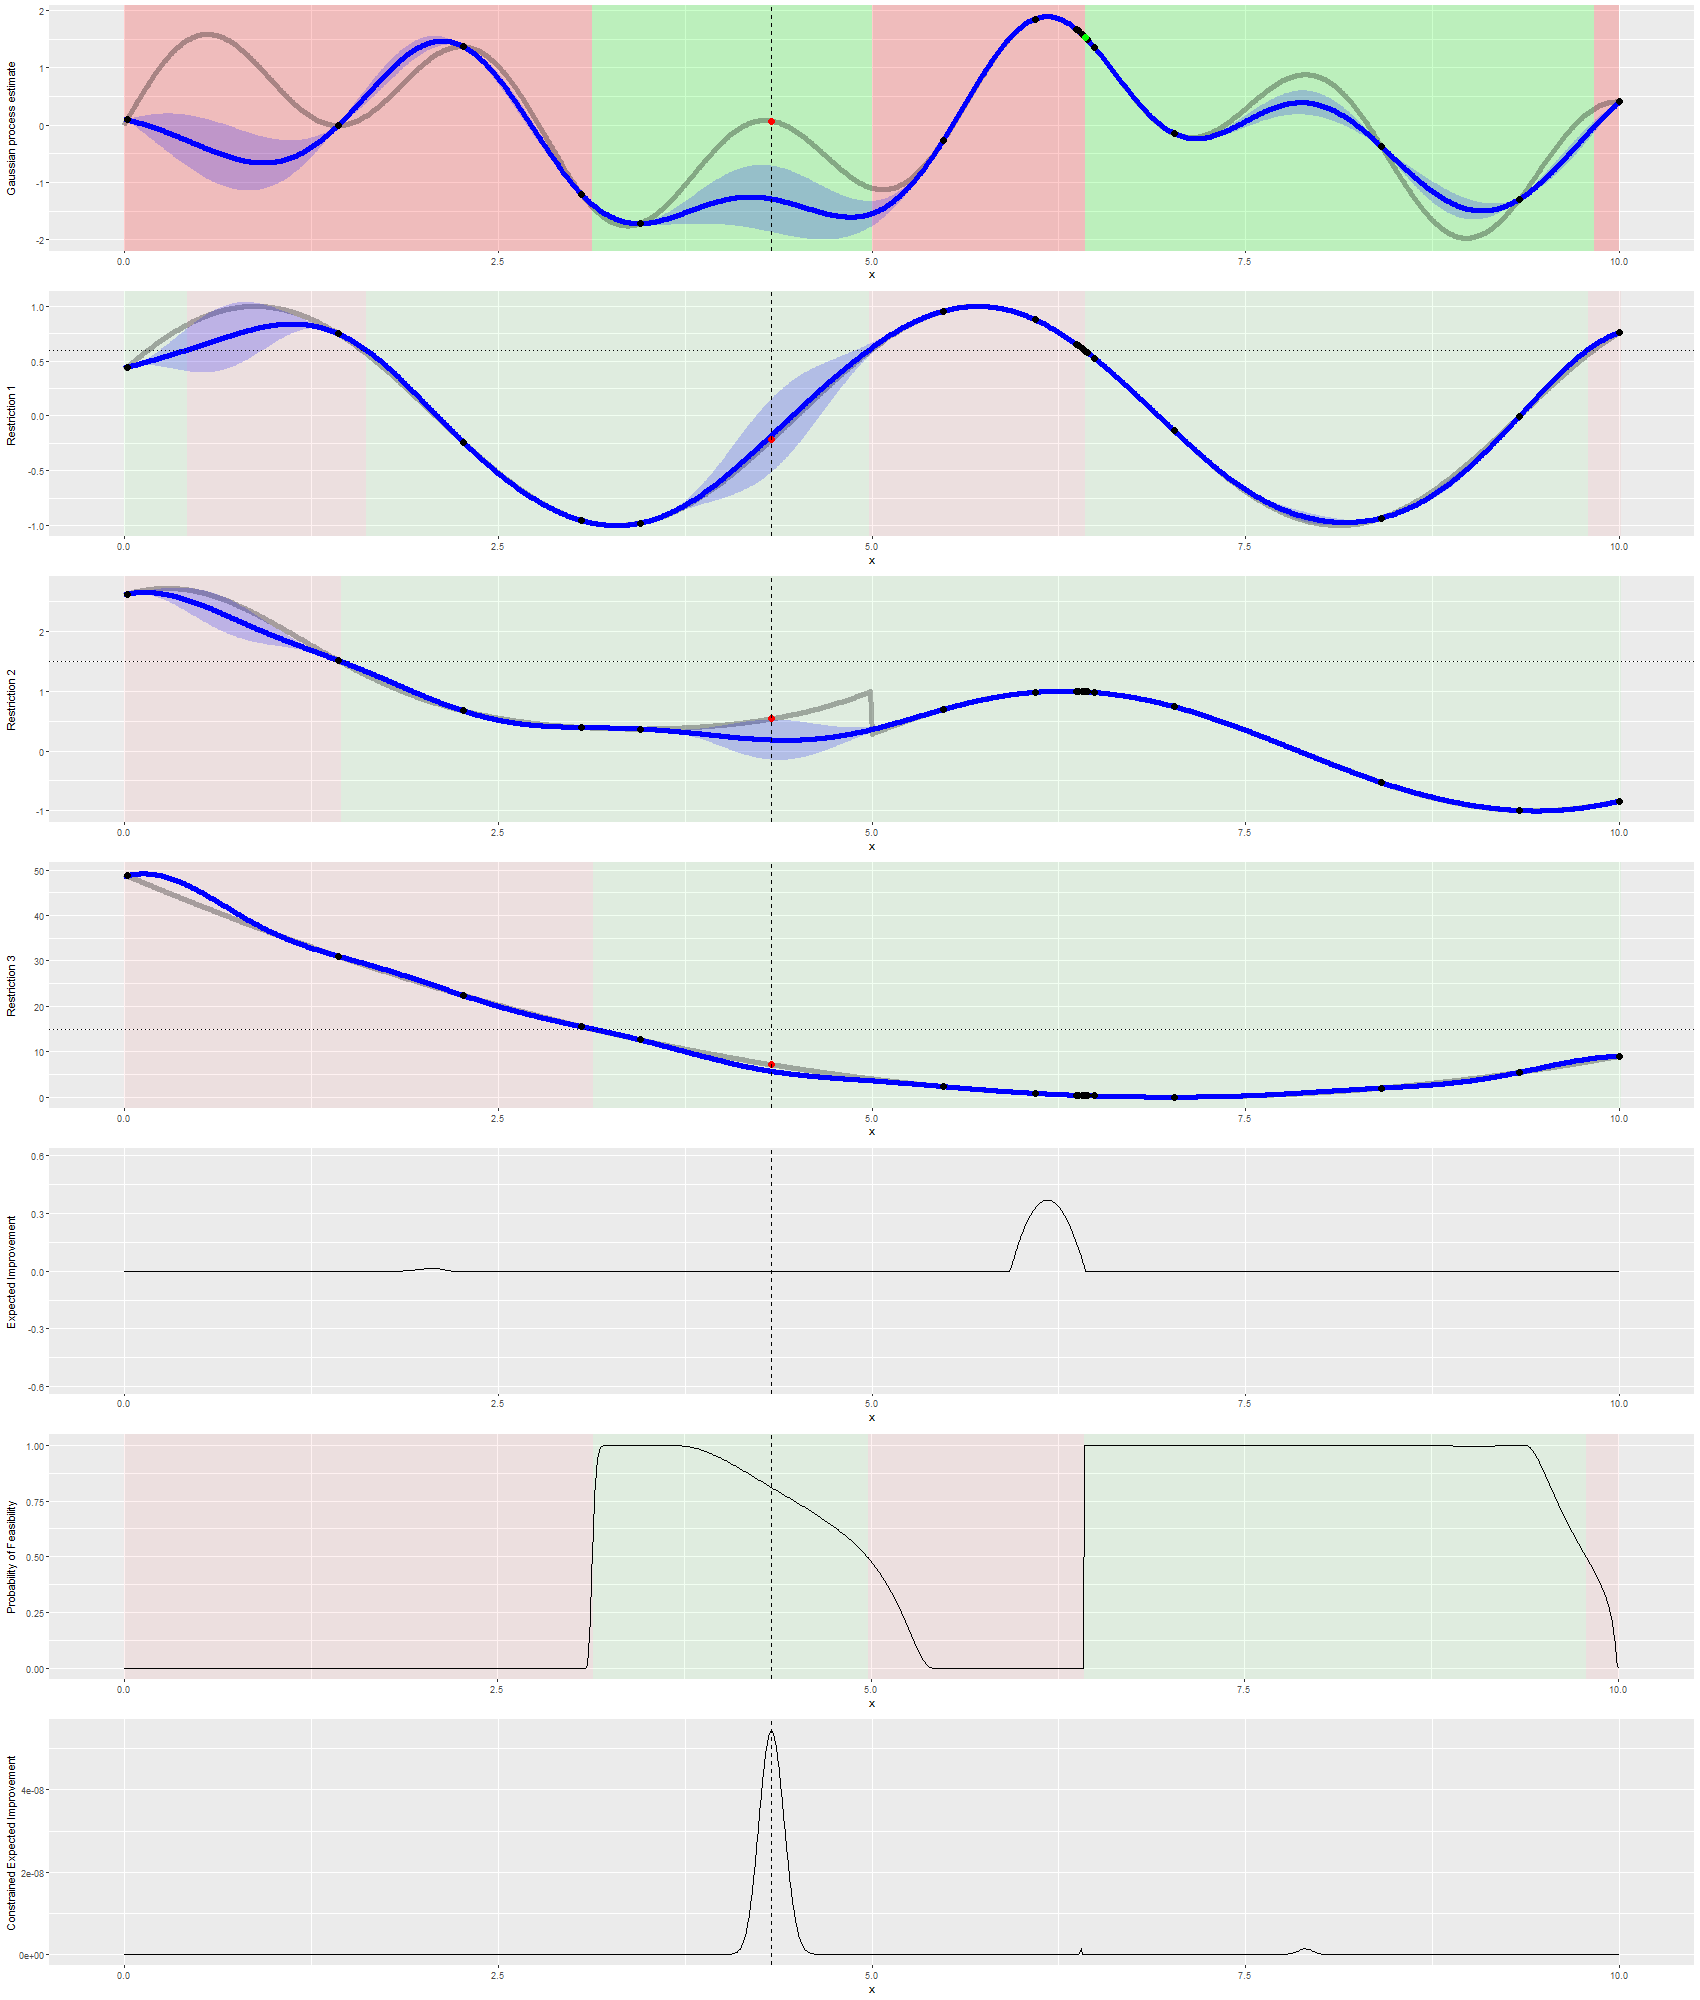 Gaussian process estimate
2
1
0
-1
-2
0.0 2.5 5.0 7.5 10.0
x
Restriction 1
1.0
0.5
0.0
-0.5
-1.0
0.0 2.5 5.0 7.5 10.0
x
Restriction 2
2
1
0
-1
0.0 2.5 5.0 7.5 10.0
x
Restriction 3
50
40
30
20
10
0
0.0 2.5 5.0 7.5 10.0
x
Expected Improvement
0.6
0.3
0.0
-0.3
-0.6
0.0 2.5 5.0 7.5 10.0
x
Probability of Feasibility
1.00
0.75
0.50
0.25
0.00
0.0 2.5 5.0 7.5 10.0
x
Constrained Expected Improvement
4e-08
2e-08
0e+00
0.0 2.5 5.0 7.5 10.0
x